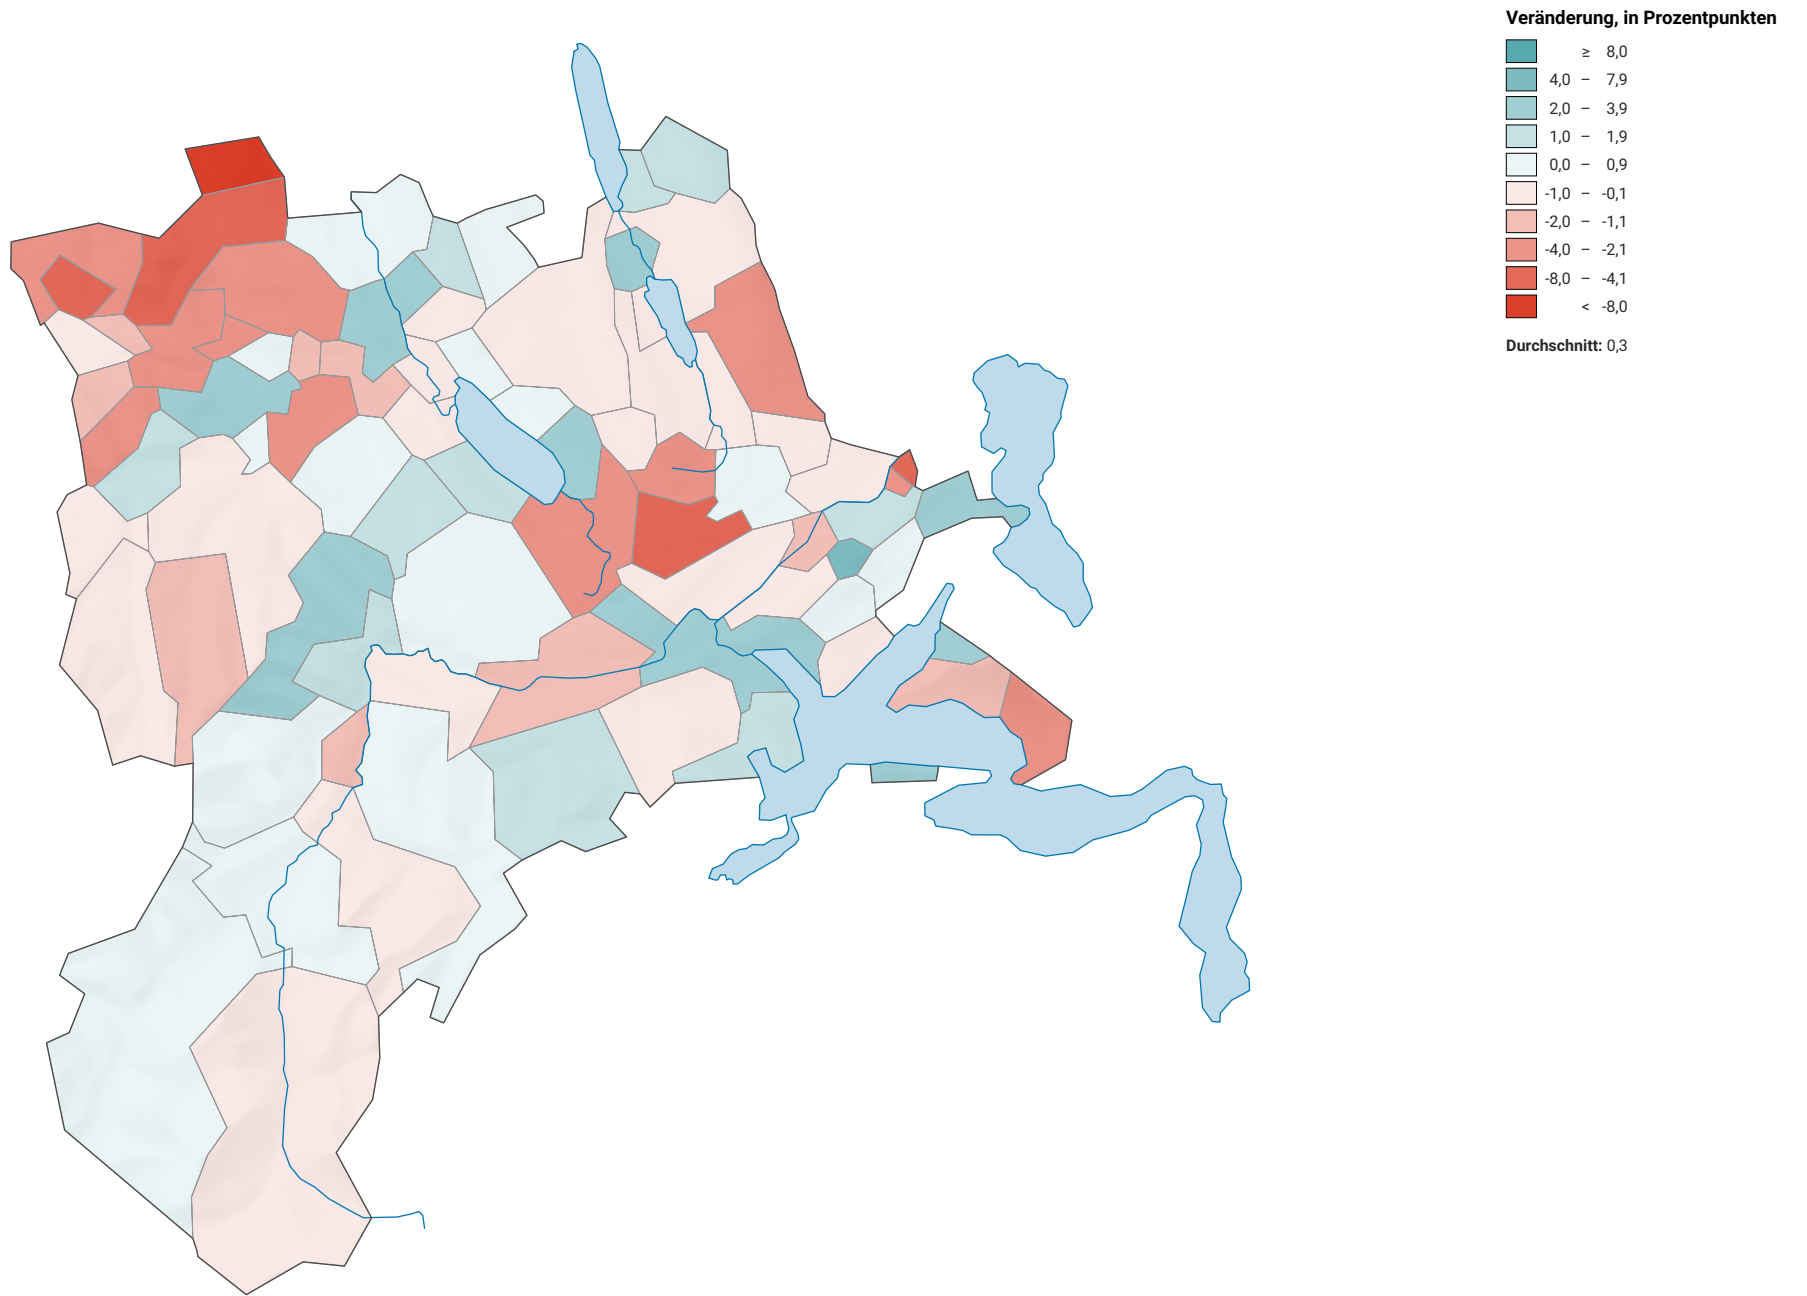 Veränderung, in Prozentpunkten
≥ 8,0
4,0 – 7,9
2,0 – 3,9
1,0 – 1,9
0,0 – 0,9
-1,0 – -0,1
-2,0 – -1,1
-4,0 – -2,1
-8,0 – -4,1
< -8,0
Durchschnitt: 0,3